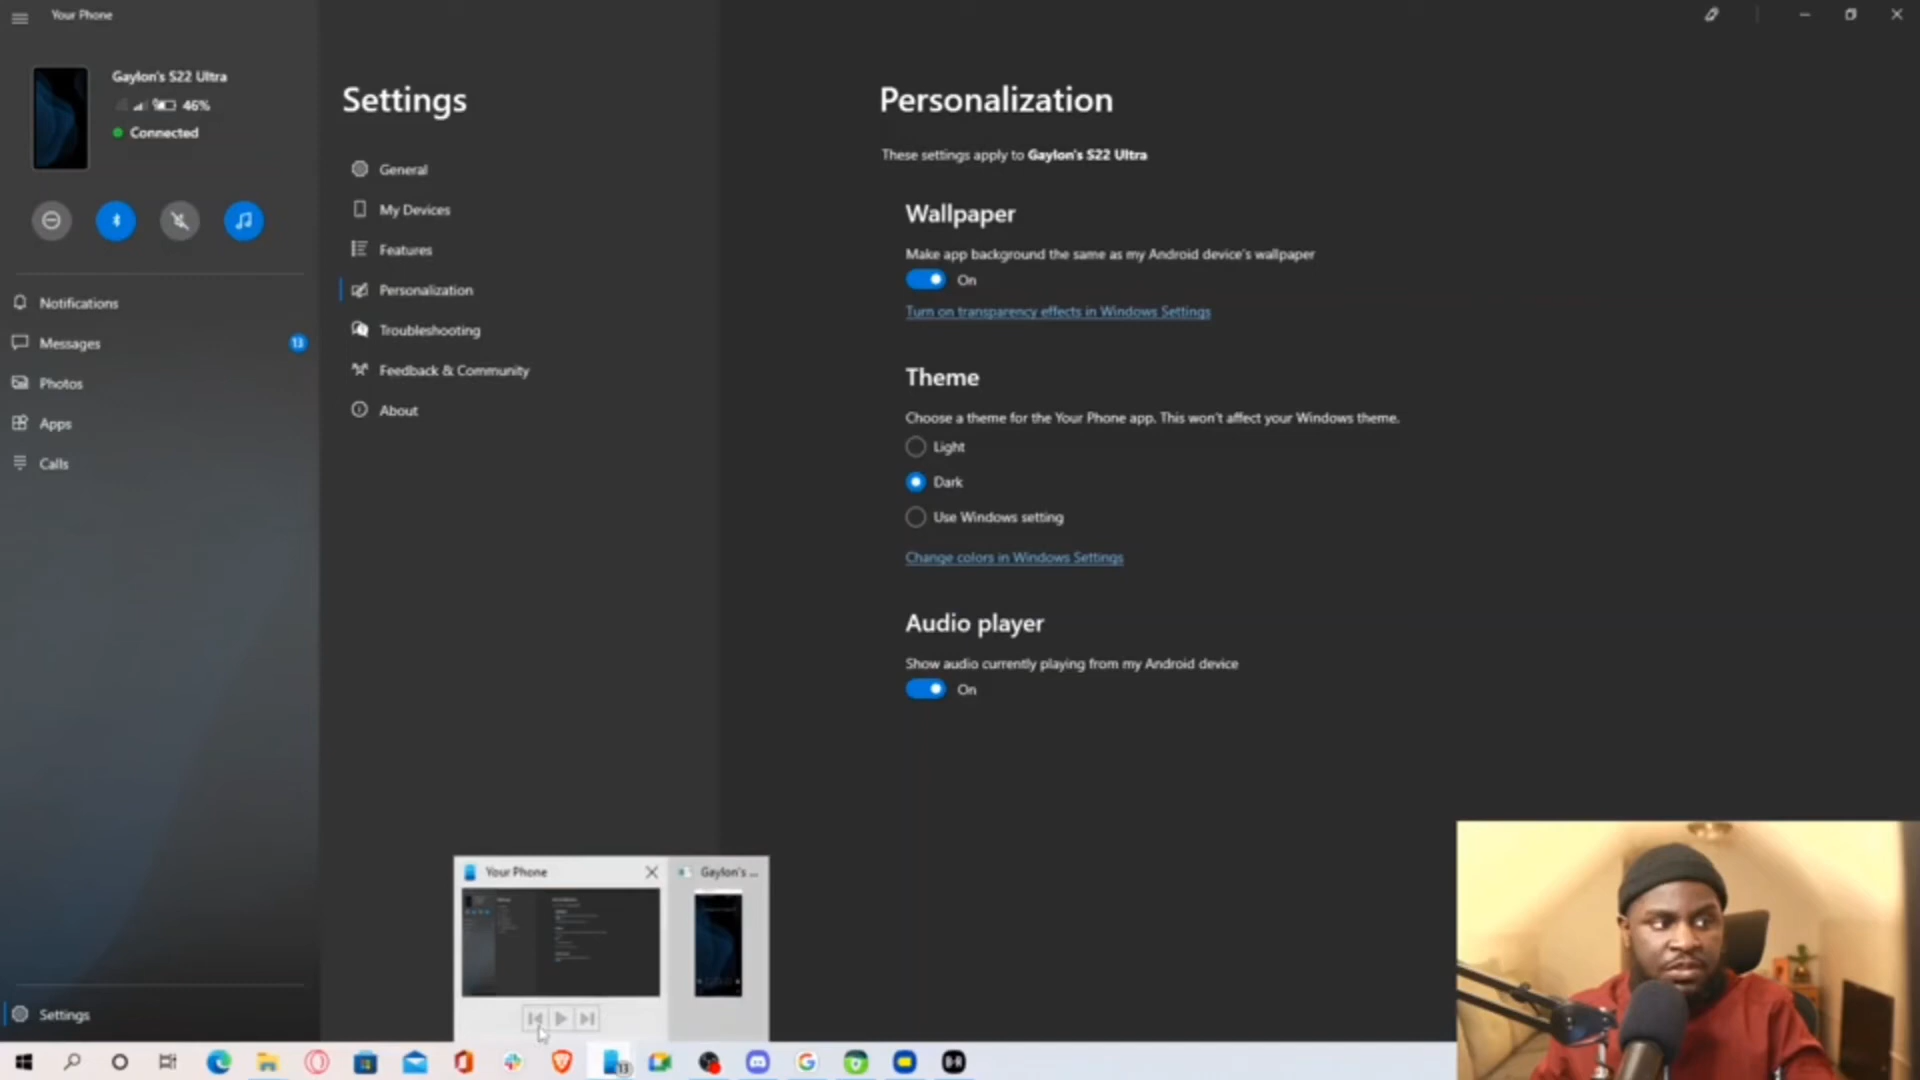 Your Phone
Gaylon's S22 Ultra
46%
Connected
Notifications
Messages
13
Photos
Apps
Calls
Settings
Settings
General
My Devices
Features
Personalization
Troubleshooting
Feedback & Community
About
Personalization
These settings apply to Gaylon's S22 Ultra
Wallpaper
Make app background the same as my Android device's wallpaper
On
Turn on transparency effects in Windows Settings
Theme
Choose a theme for the Your Phone app. This won't affect your Windows theme.
Light
Dark
Use Windows setting
Change colors in Windows Settings
Audio player
Show audio currently playing from my Android device
On
Your Phone
Gaylon's ...
13